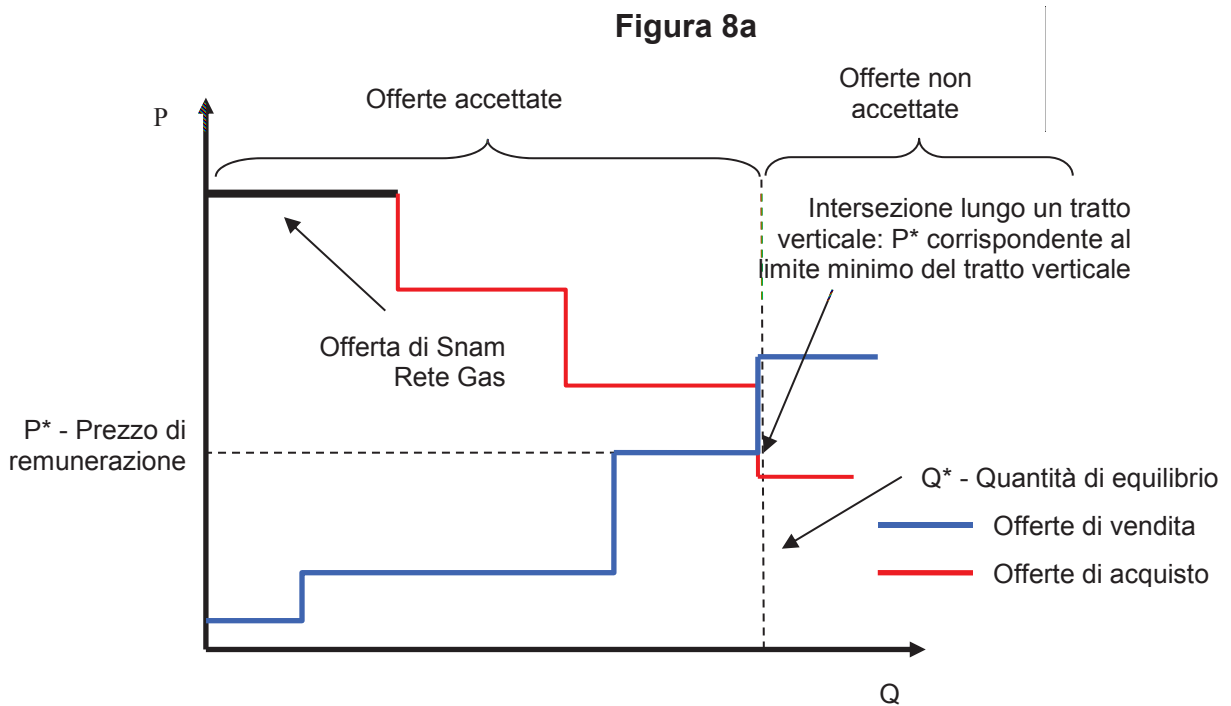 Figura 8a
P
Offerte accettate
Offerte non
accettate
Intersezione lungo un tratto
verticale: P* corrispondente al
limite minimo del tratto verticale
Offerta di Snam
Rete Gas
P* - Prezzo di
remunerazione
Q* - Quantità di equilibrio
Offerte di vendita
Offerte di acquisto
Q